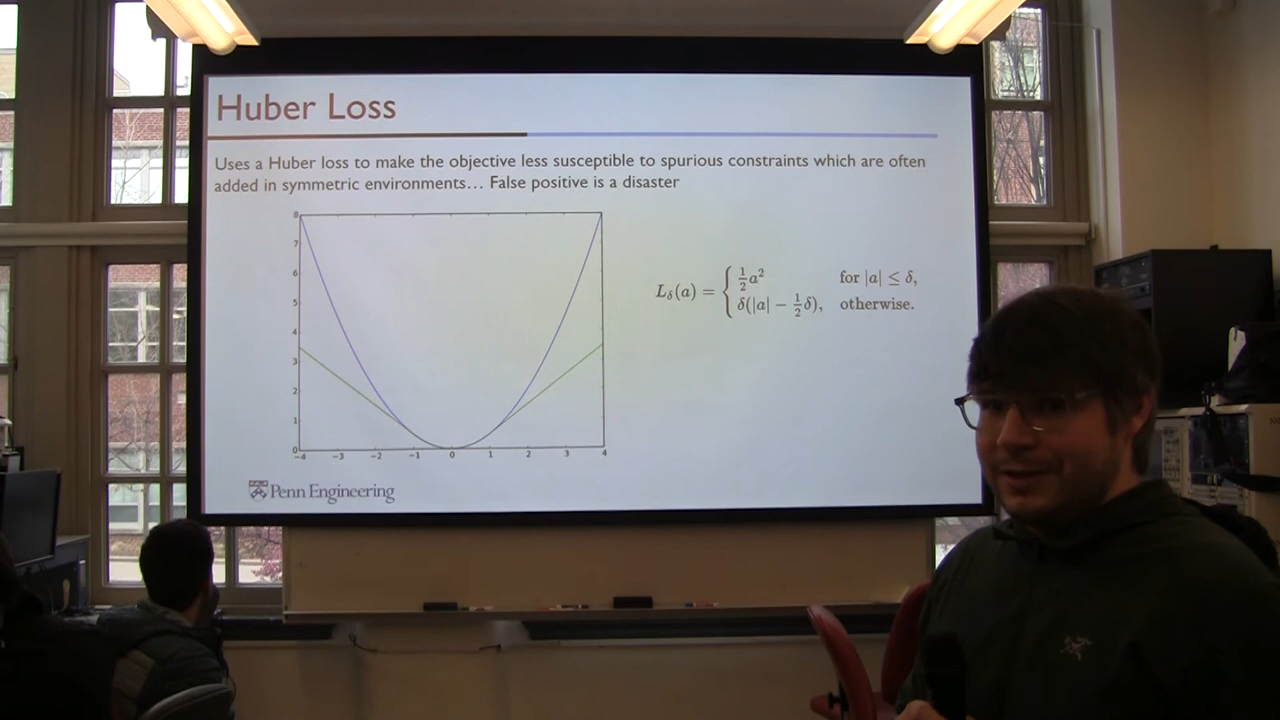 Huber Loss
Uses a Huber loss to make the objective less susceptible to spurious constraints which are often
added in symmetric environments... False positive is a disaster
8
7
6
5
4
3
2
1
0
−4 −3 −2 −1 0 1 2 3 4
L_δ(a) = { ½a² for |a| ≤ δ,
δ(|a| − ½δ), otherwise.
Penn Engineering